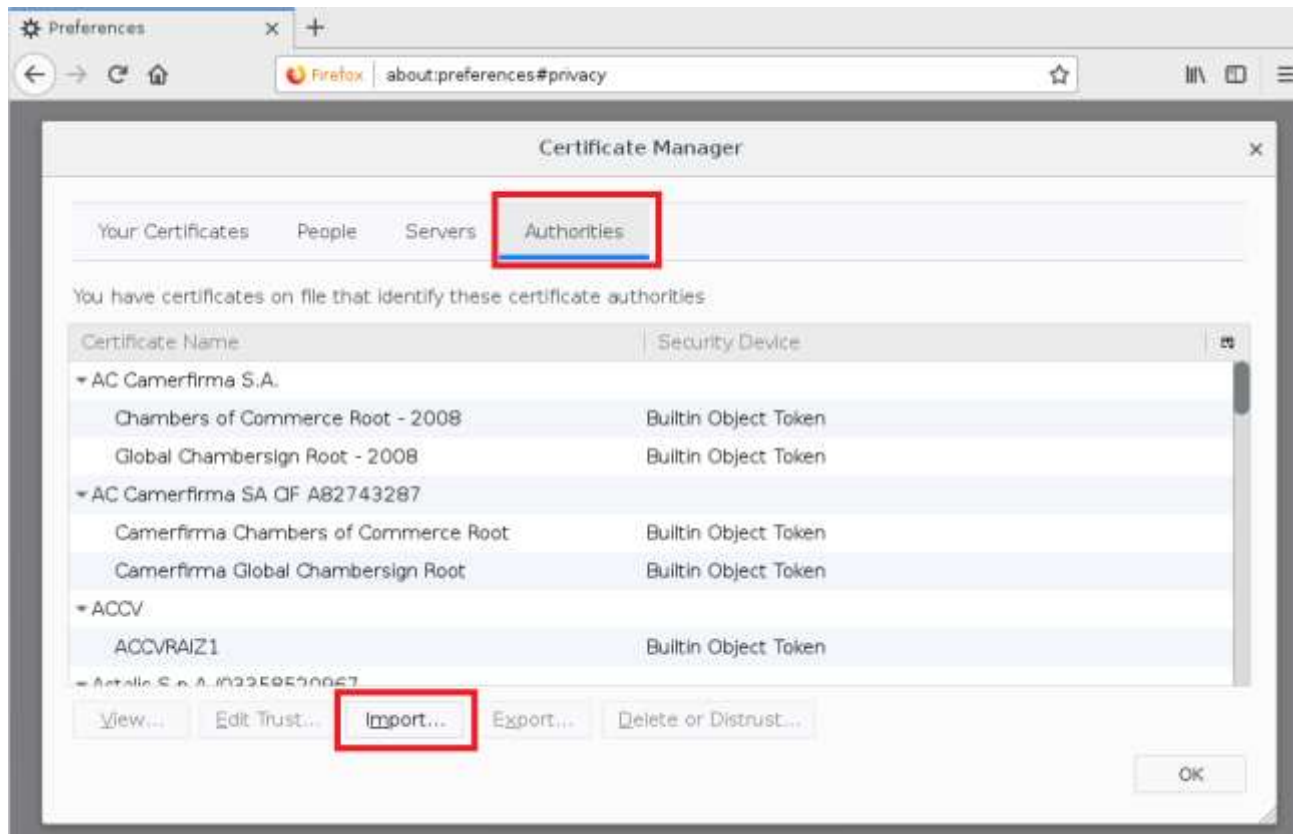 Preferences
Firefox about:preferences#privacy
Certificate Manager
Your Certificates People Servers Authorities
You have certificates on file that identify these certificate authorities
Certificate Name Security Device
AC Camerfirma S.A.
Chambers of Commerce Root - 2008 Builtin Object Token
Global Chambersign Root - 2008 Builtin Object Token
AC Camerfirma SA CIF A82743287
Camerfirma Chambers of Commerce Root Builtin Object Token
Camerfirma Global Chambersign Root Builtin Object Token
ACCV
ACCVRAIZ1 Builtin Object Token
Actalis S.p.A./03358520967
View... Edit Trust... Import... Export... Delete or Distrust...
OK